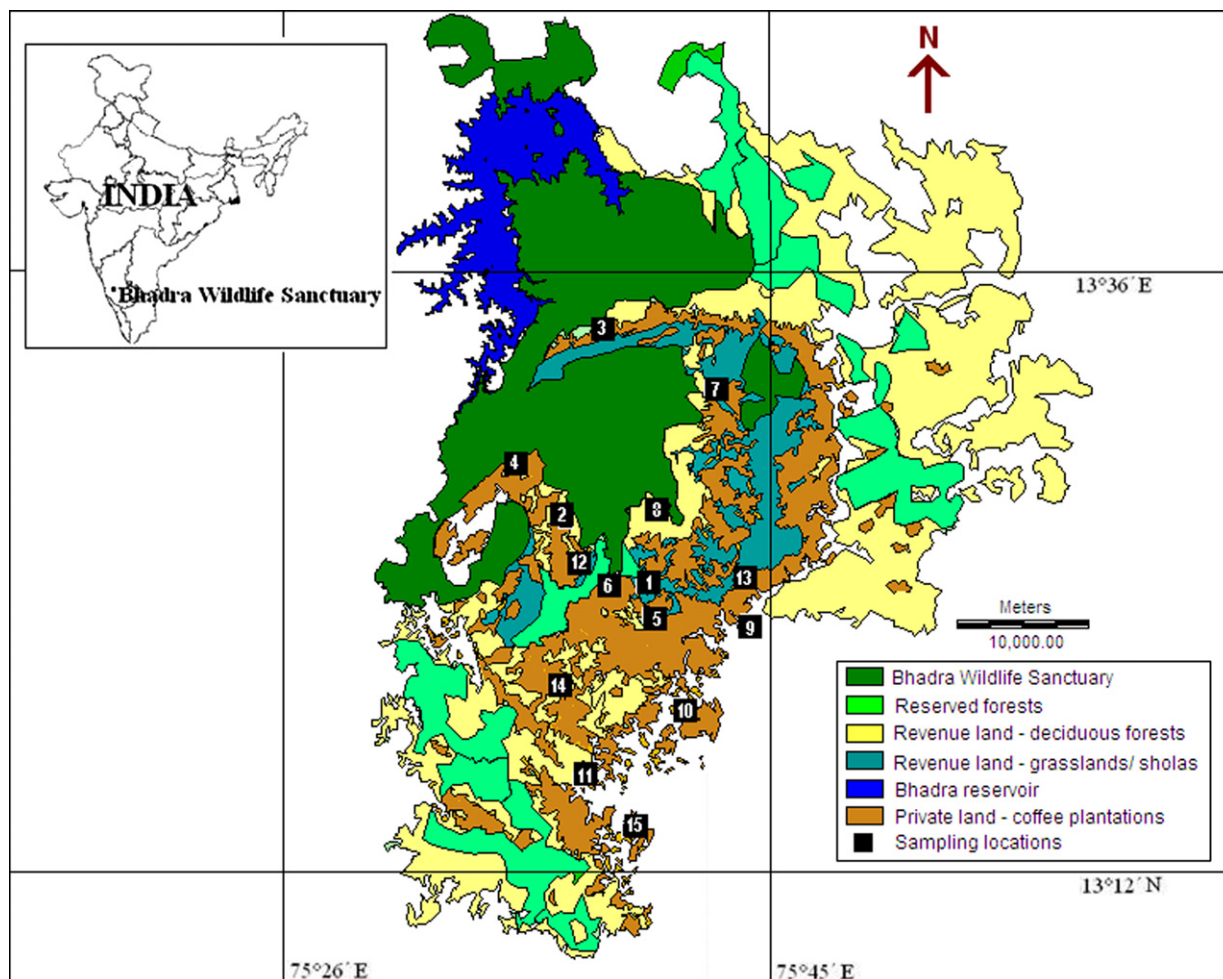 N
INDIA
Bhadra Wildlife Sanctuary
13°36´E
3
7
4
2
8
12
6
1
13
5
9
Meters
10,000.00
14
10
11
15
Bhadra Wildlife Sanctuary
Reserved forests
Revenue land - deciduous forests
Revenue land - grasslands/ sholas
Bhadra reservoir
Private land - coffee plantations
Sampling locations
13°12´N
75°26´E
75°45´E